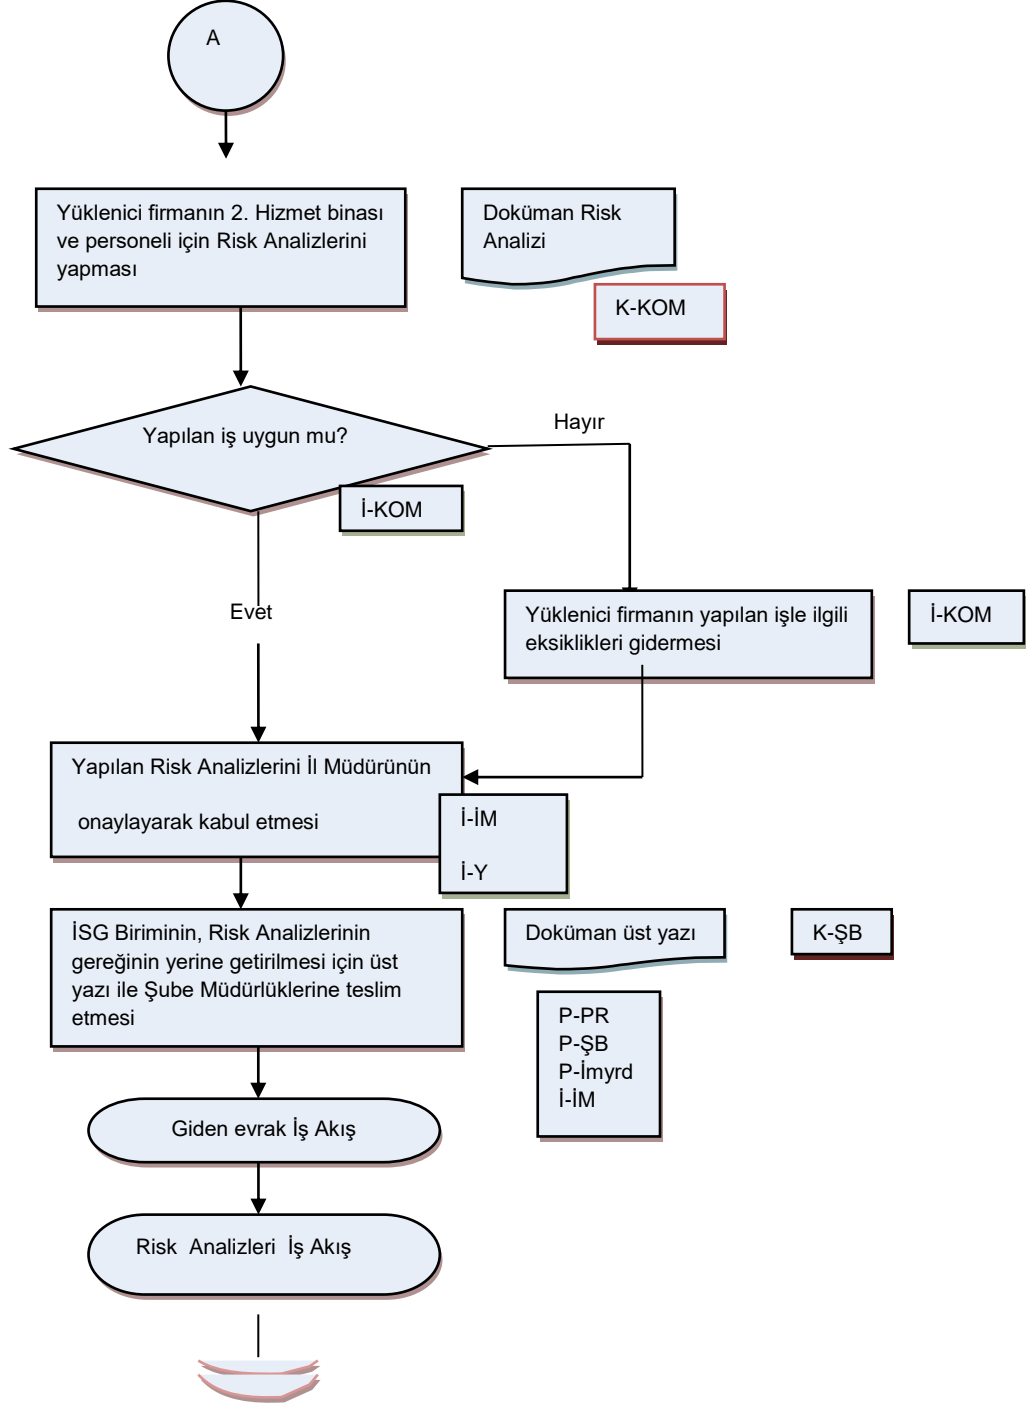 A
Yüklenici firmanın 2. Hizmet binası
ve personeli için Risk Analizlerini
yapması
Doküman Risk
Analizi
K-KOM
Yapılan iş uygun mu?
Hayır
İ-KOM
Evet
Yüklenici firmanın yapılan işle ilgili
eksiklikleri gidermesi
İ-KOM
Yapılan Risk Analizlerini İl Müdürünün
onaylayarak kabul etmesi
İ-İM
İ-Y
İSG Biriminin, Risk Analizlerinin
gereğinin yerine getirilmesi için üst
yazı ile Şube Müdürlüklerine teslim
etmesi
Doküman üst yazı
K-ŞB
P-PR
P-ŞB
P-İmyrd
İ-İM
Giden evrak İş Akış
Risk Analizleri İş Akış